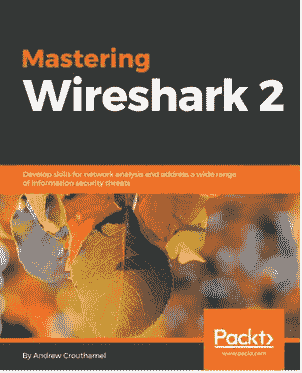 Mastering
Wireshark 2
Develop skills for network analysis and address a wide range
of information security threats
Packt>
www.packt.com
By Andrew Crouthamel